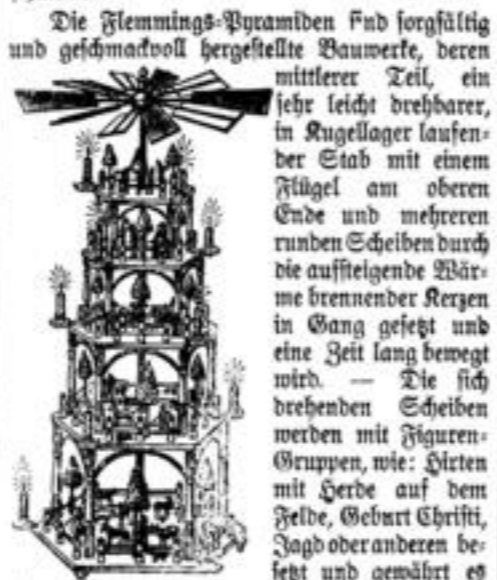 Die Flemmings-Pyramiden sind sorgfältig
und geschmackvoll hergestellte Bauwerke, deren
mittlerer Teil, ein
sehr leicht drehbarer,
in Kugellager laufen-
der Stab mit einem
Flügel am oberen
Ende und mehreren
runden Scheiben durch
die aufsteigende Wär-
me brennender Kerzen
in Gang gesetzt und
eine Zeit lang bewegt
wird. — Die sich
drehenden Scheiben
werden mit Figuren-
Gruppen, wie: Hirten
mit Herde auf dem
Felde, Geburt Christi,
Jagd oder anderen be-
setzt und gewährt es